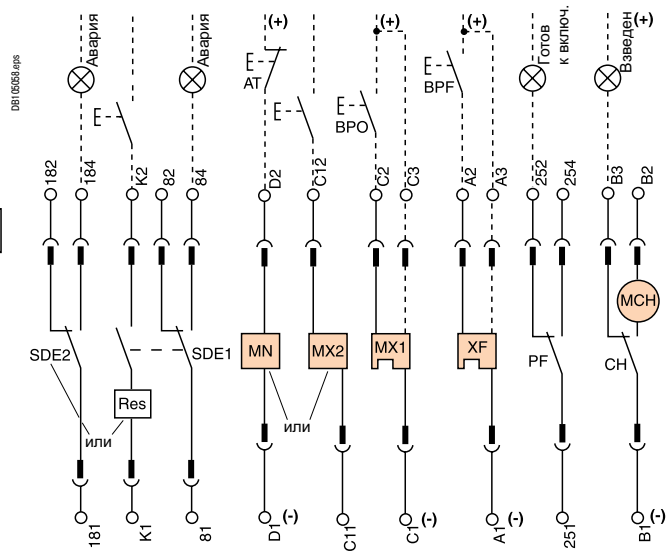 DB105058.eps
Авария
Авария
(+)
(+)
(+)
Готов
к включ.
Взведен
(+)
AT
BPO
BPF
182
184
K2
82
84
D2
C12
C2
C3
A2
A3
252
254
B3
B2
MCH
SDE2
SDE1
MN
MX2
MX1
XF
PF
CH
Res
или
или
181
K1
81
D1 (-)
C11
C1 (-)
A1 (-)
251
B1 (-)